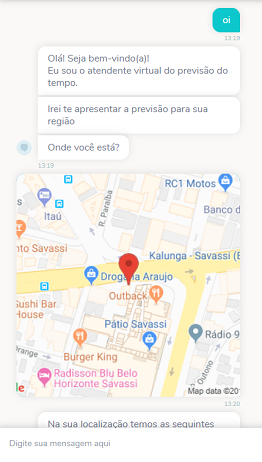 oi
13:19
Olá! Seja bem-vindo(a)!
Eu sou o atendente virtual do previsão do
tempo.
Irei te apresentar a previsão para sua
região
Onde você está?
13:19
RC1 Motos
Itaú
R. Paraíba
Banco d
nto Savassi
Kalunga - Savassi (E
Drogaria Araujo
Outback
Sushi Bar
House
Pátio Savassi
Rádio 9
Burger King
Orange
R. Outono
Radisson Blu Belo
Horizonte Savassi
Map data ©201
13:20
Na sua localização temos as seguintes
Digite sua mensagem aqui